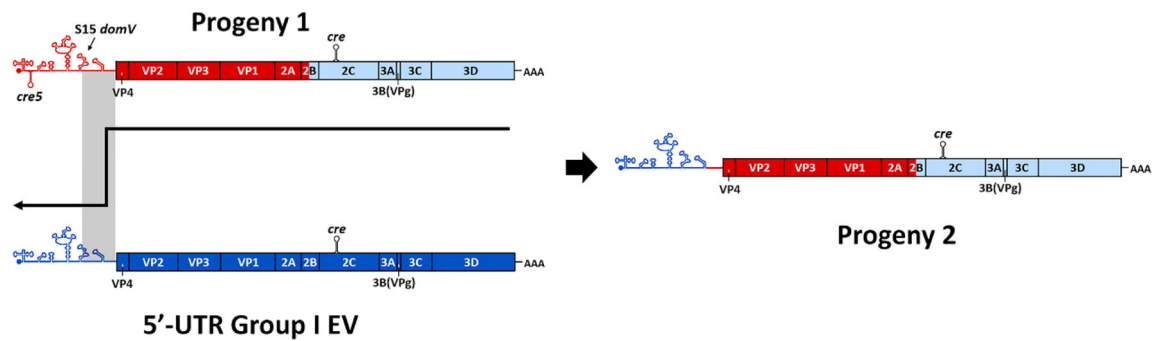 Progeny 1
S15 domV
cre
VP2 VP3 VP1 2A 2B 2C 3A 3C 3D AAA
cre5
VP4
3B(VPg)
cre
VP2 VP3 VP1 2A 2B 2C 3A 3C 3D AAA
VP4
3B(VPg)
5’-UTR Group I EV
cre
VP2 VP3 VP1 2A 2B 2C 3A 3C 3D AAA
VP4
3B(VPg)
Progeny 2